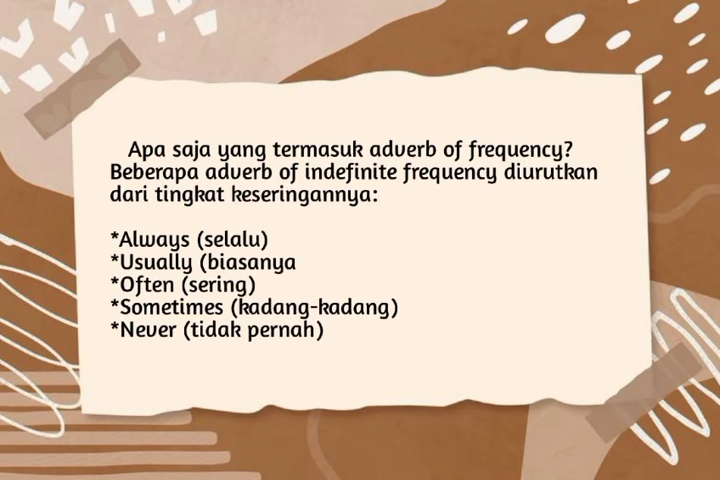 Apa saja yang termasuk adverb of frequency?
Beberapa adverb of indefinite frequency diurutkan
dari tingkat keseringannya:
*Always (selalu)
*Usually (biasanya
*Often (sering)
*Sometimes (kadang-kadang)
*Never (tidak pernah)